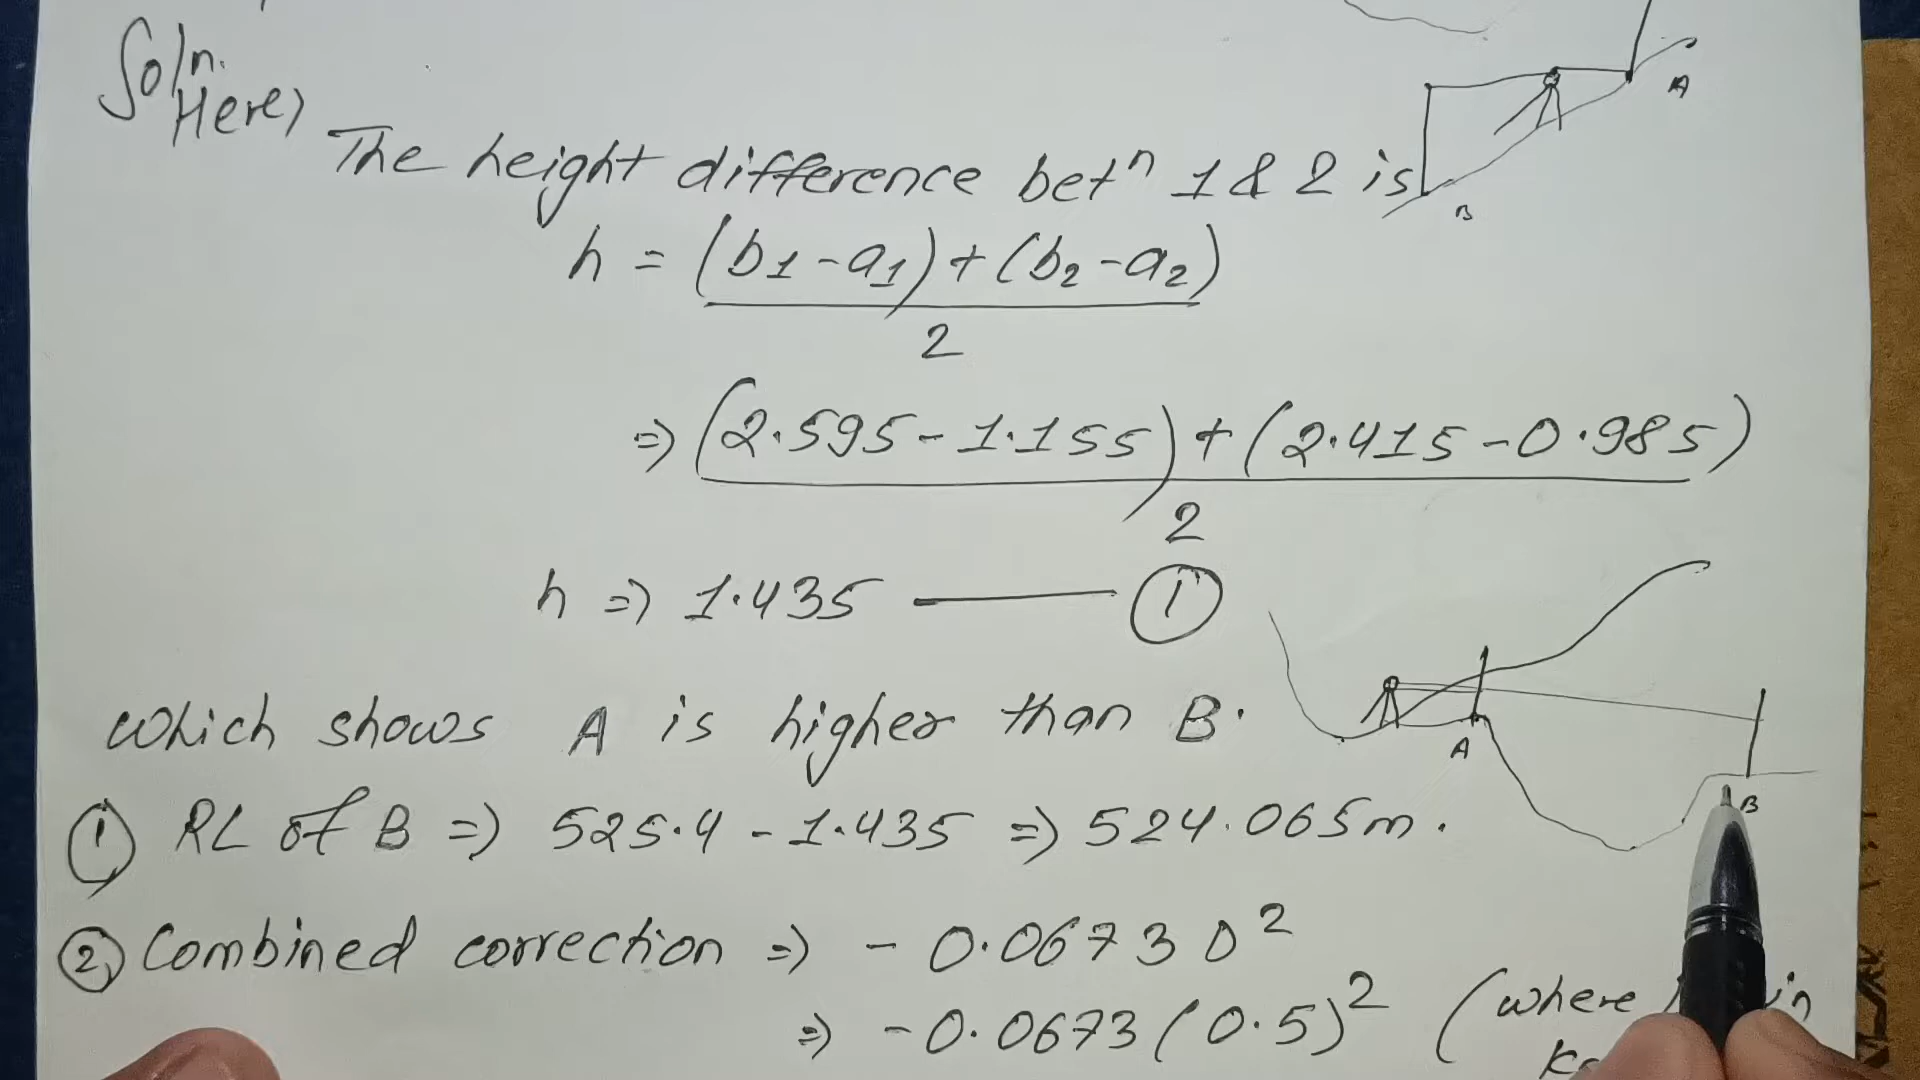 Soln.
Here,
The height difference betⁿ 1 & 2 is
h = (b1 - a1) + (b2 - a2)
2
=> (2.595 - 1.155) + (2.415 - 0.985)
2
h => 1.435 ——— 1
A
B
which shows A is higher than B.
A
B
1 RL of B => 525.4 - 1.435 => 524.065m.
2) Combined correction => - 0.0673 D²
=> - 0.0673 (0.5)² (where in